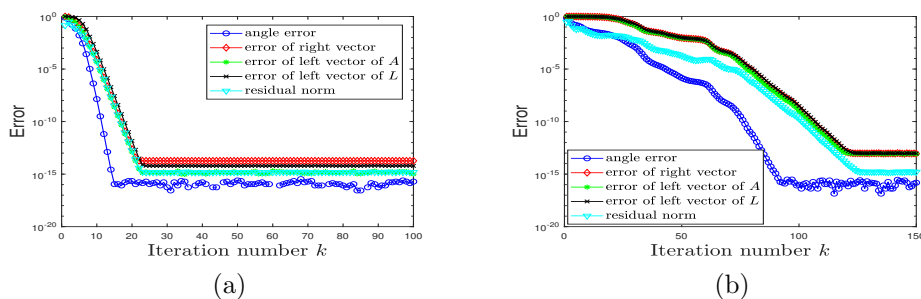 10^0
10^-5
10^-10
10^-15
10^-20
Error
0 10 20 30 40 50 60 70 80 90 100
Iteration number k
angle error
error of right vector
error of left vector of A
error of left vector of L
residual norm
(a)
10^0
10^-5
10^-10
10^-15
10^-20
Error
0 50 100 150
Iteration number k
angle error
error of right vector
error of left vector of A
error of left vector of L
residual norm
(b)